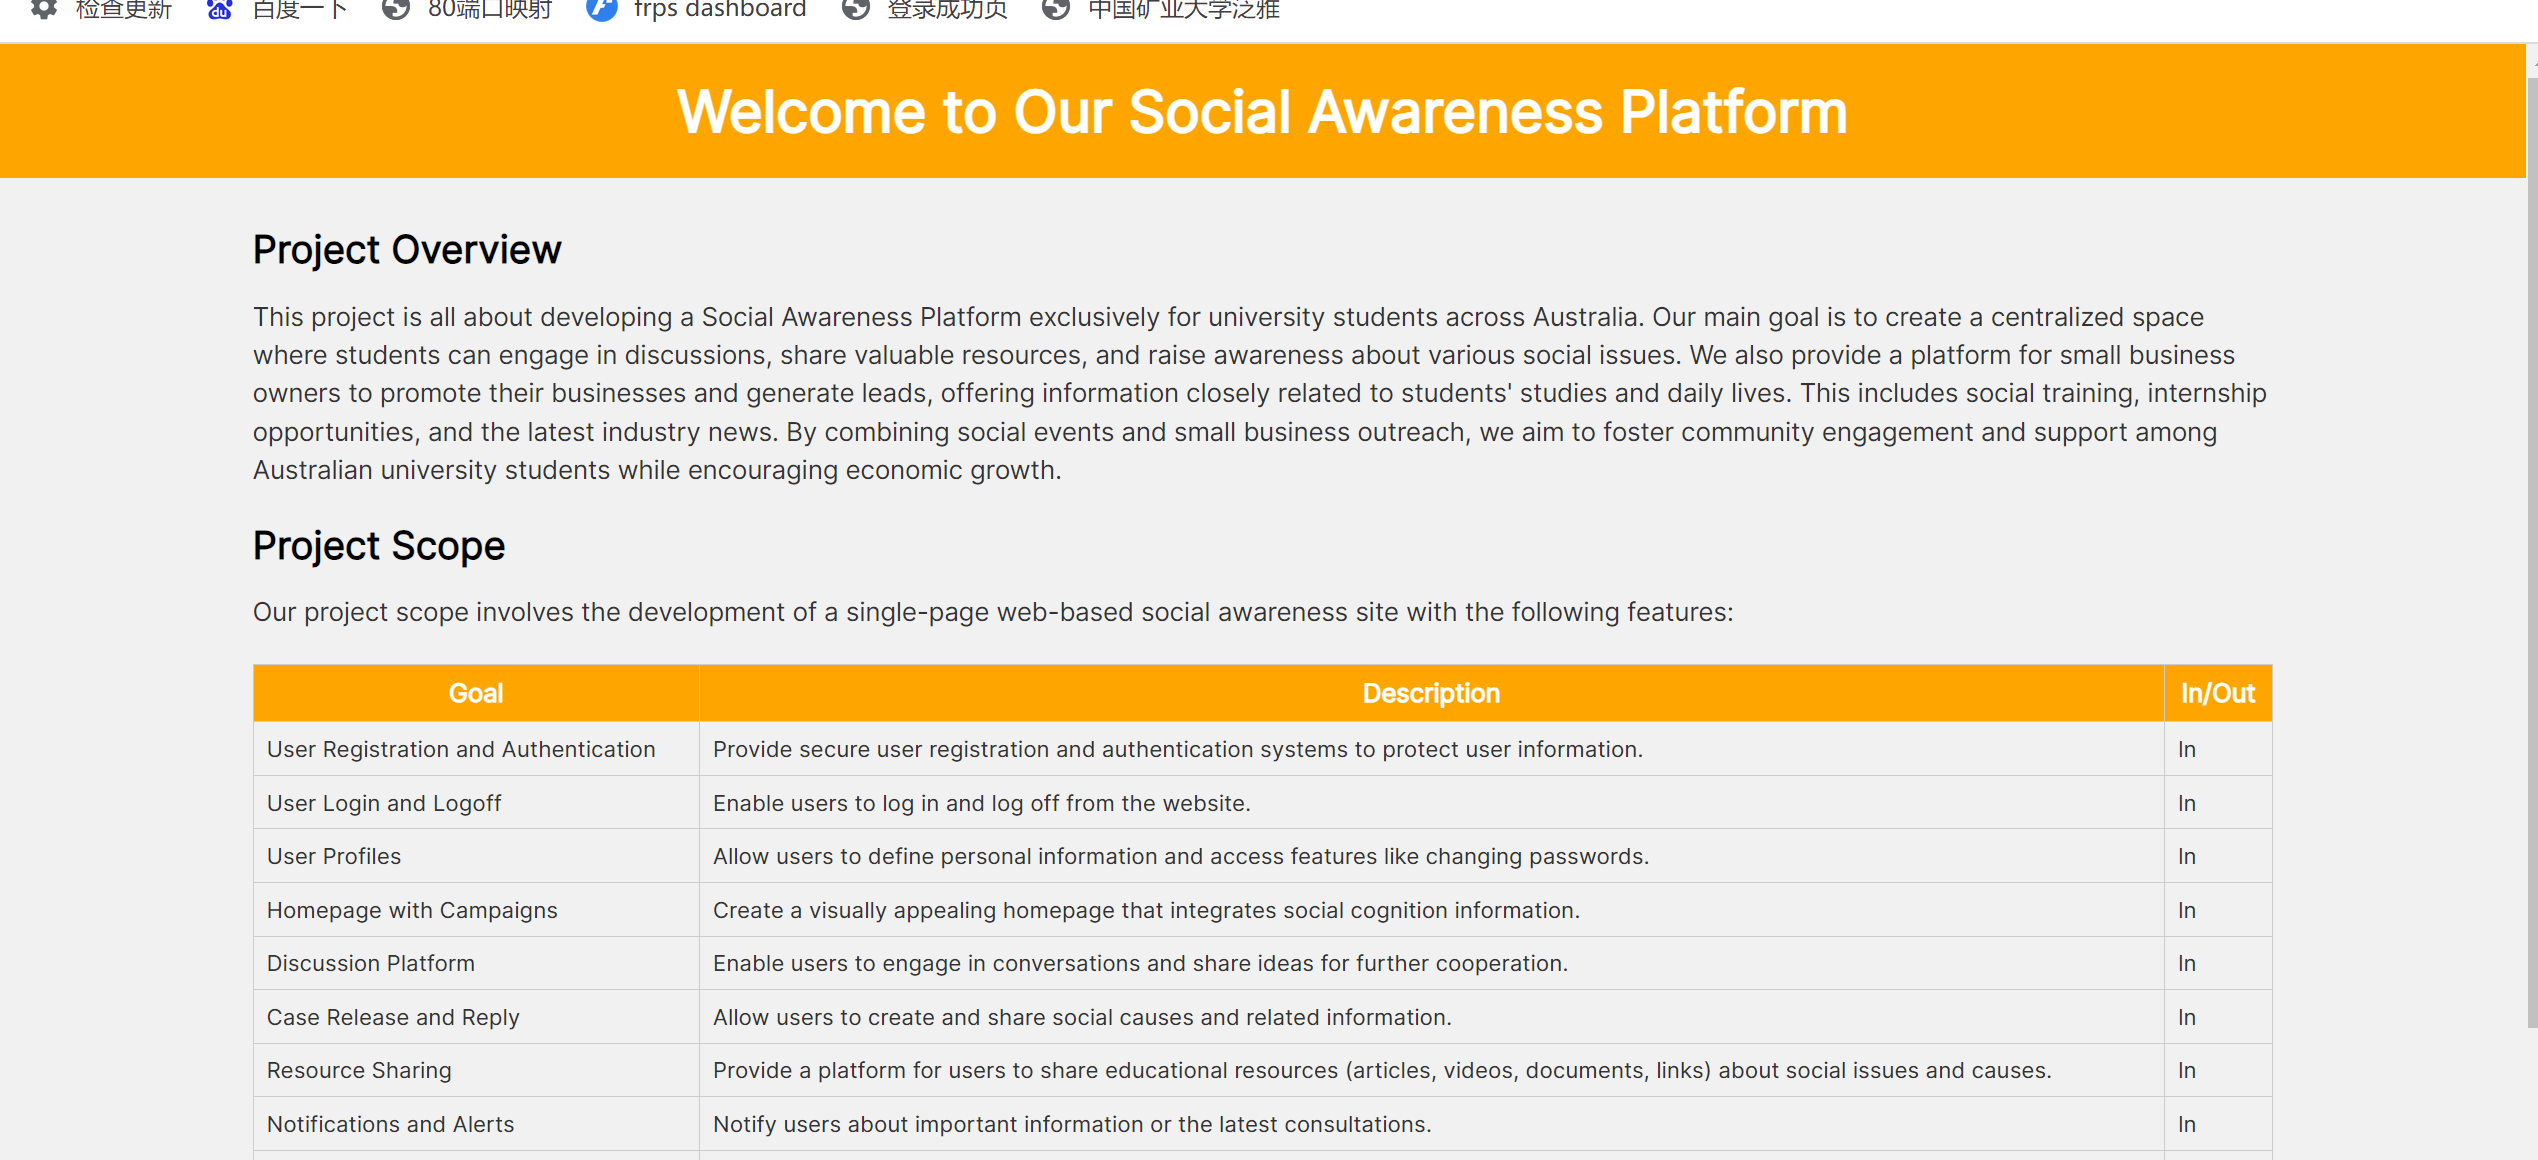 检查更新 百度一下 80端口映射 frps dashboard 登录成功页 中国矿业大学泛雅
Welcome to Our Social Awareness Platform
Project Overview
This project is all about developing a Social Awareness Platform exclusively for university students across Australia. Our main goal is to create a centralized space
where students can engage in discussions, share valuable resources, and raise awareness about various social issues. We also provide a platform for small business
owners to promote their businesses and generate leads, offering information closely related to students' studies and daily lives. This includes social training, internship
opportunities, and the latest industry news. By combining social events and small business outreach, we aim to foster community engagement and support among
Australian university students while encouraging economic growth.
Project Scope
Our project scope involves the development of a single-page web-based social awareness site with the following features:
Goal Description In/Out
User Registration and Authentication Provide secure user registration and authentication systems to protect user information. In
User Login and Logoff Enable users to log in and log off from the website. In
User Profiles Allow users to define personal information and access features like changing passwords. In
Homepage with Campaigns Create a visually appealing homepage that integrates social cognition information. In
Discussion Platform Enable users to engage in conversations and share ideas for further cooperation. In
Case Release and Reply Allow users to create and share social causes and related information. In
Resource Sharing Provide a platform for users to share educational resources (articles, videos, documents, links) about social issues and causes. In
Notifications and Alerts Notify users about important information or the latest consultations. In